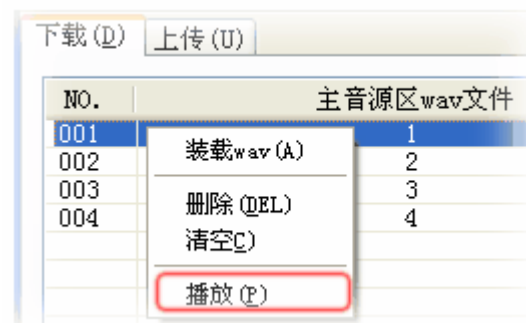 下载(D) 上传(U)
NO. 主音源区wav文件
001 1
002 2
003 3
004 4
装载wav(A)
删除(DEL)
清空C)
播放(P)